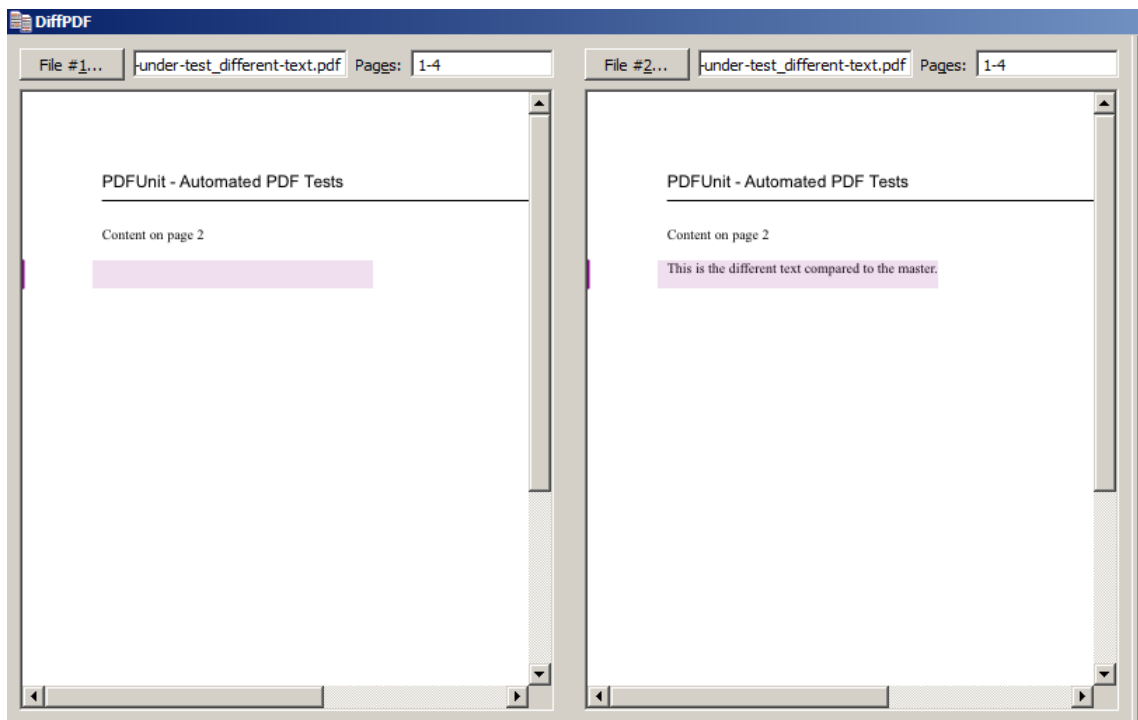 DiffPDF
File #1...
-under-test_different-text.pdf
Pages:
1-4
PDFUnit - Automated PDF Tests
Content on page 2
File #2...
-under-test_different-text.pdf
Pages:
1-4
PDFUnit - Automated PDF Tests
Content on page 2
This is the different text compared to the master.